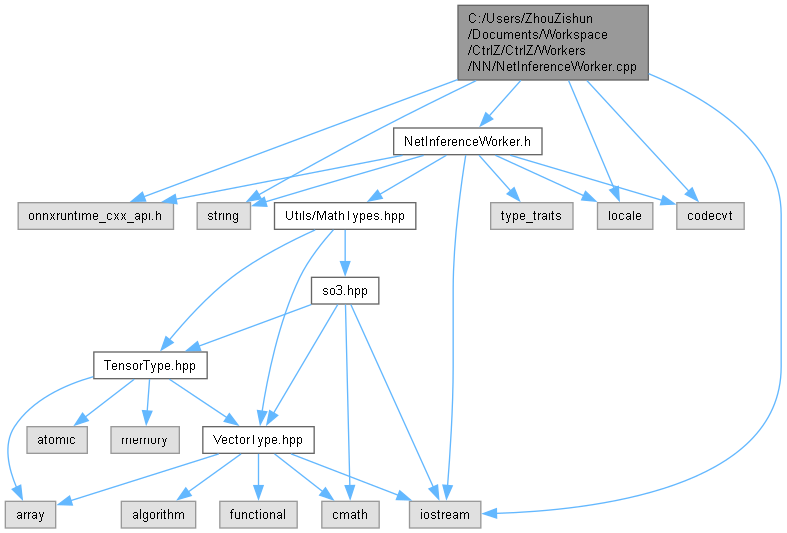 C:/Users/ZhouZishun
/Documents/Workspace
/CtrlZ/CtrlZ/Workers
/NN/NetInferenceWorker.cpp
NetInferenceWorker.h
onnxruntime_cxx_api.h
string
Utils/MathTypes.hpp
type_traits
locale
codecvt
so3.hpp
TensorType.hpp
atomic
memory
VectorType.hpp
array
algorithm
functional
cmath
iostream